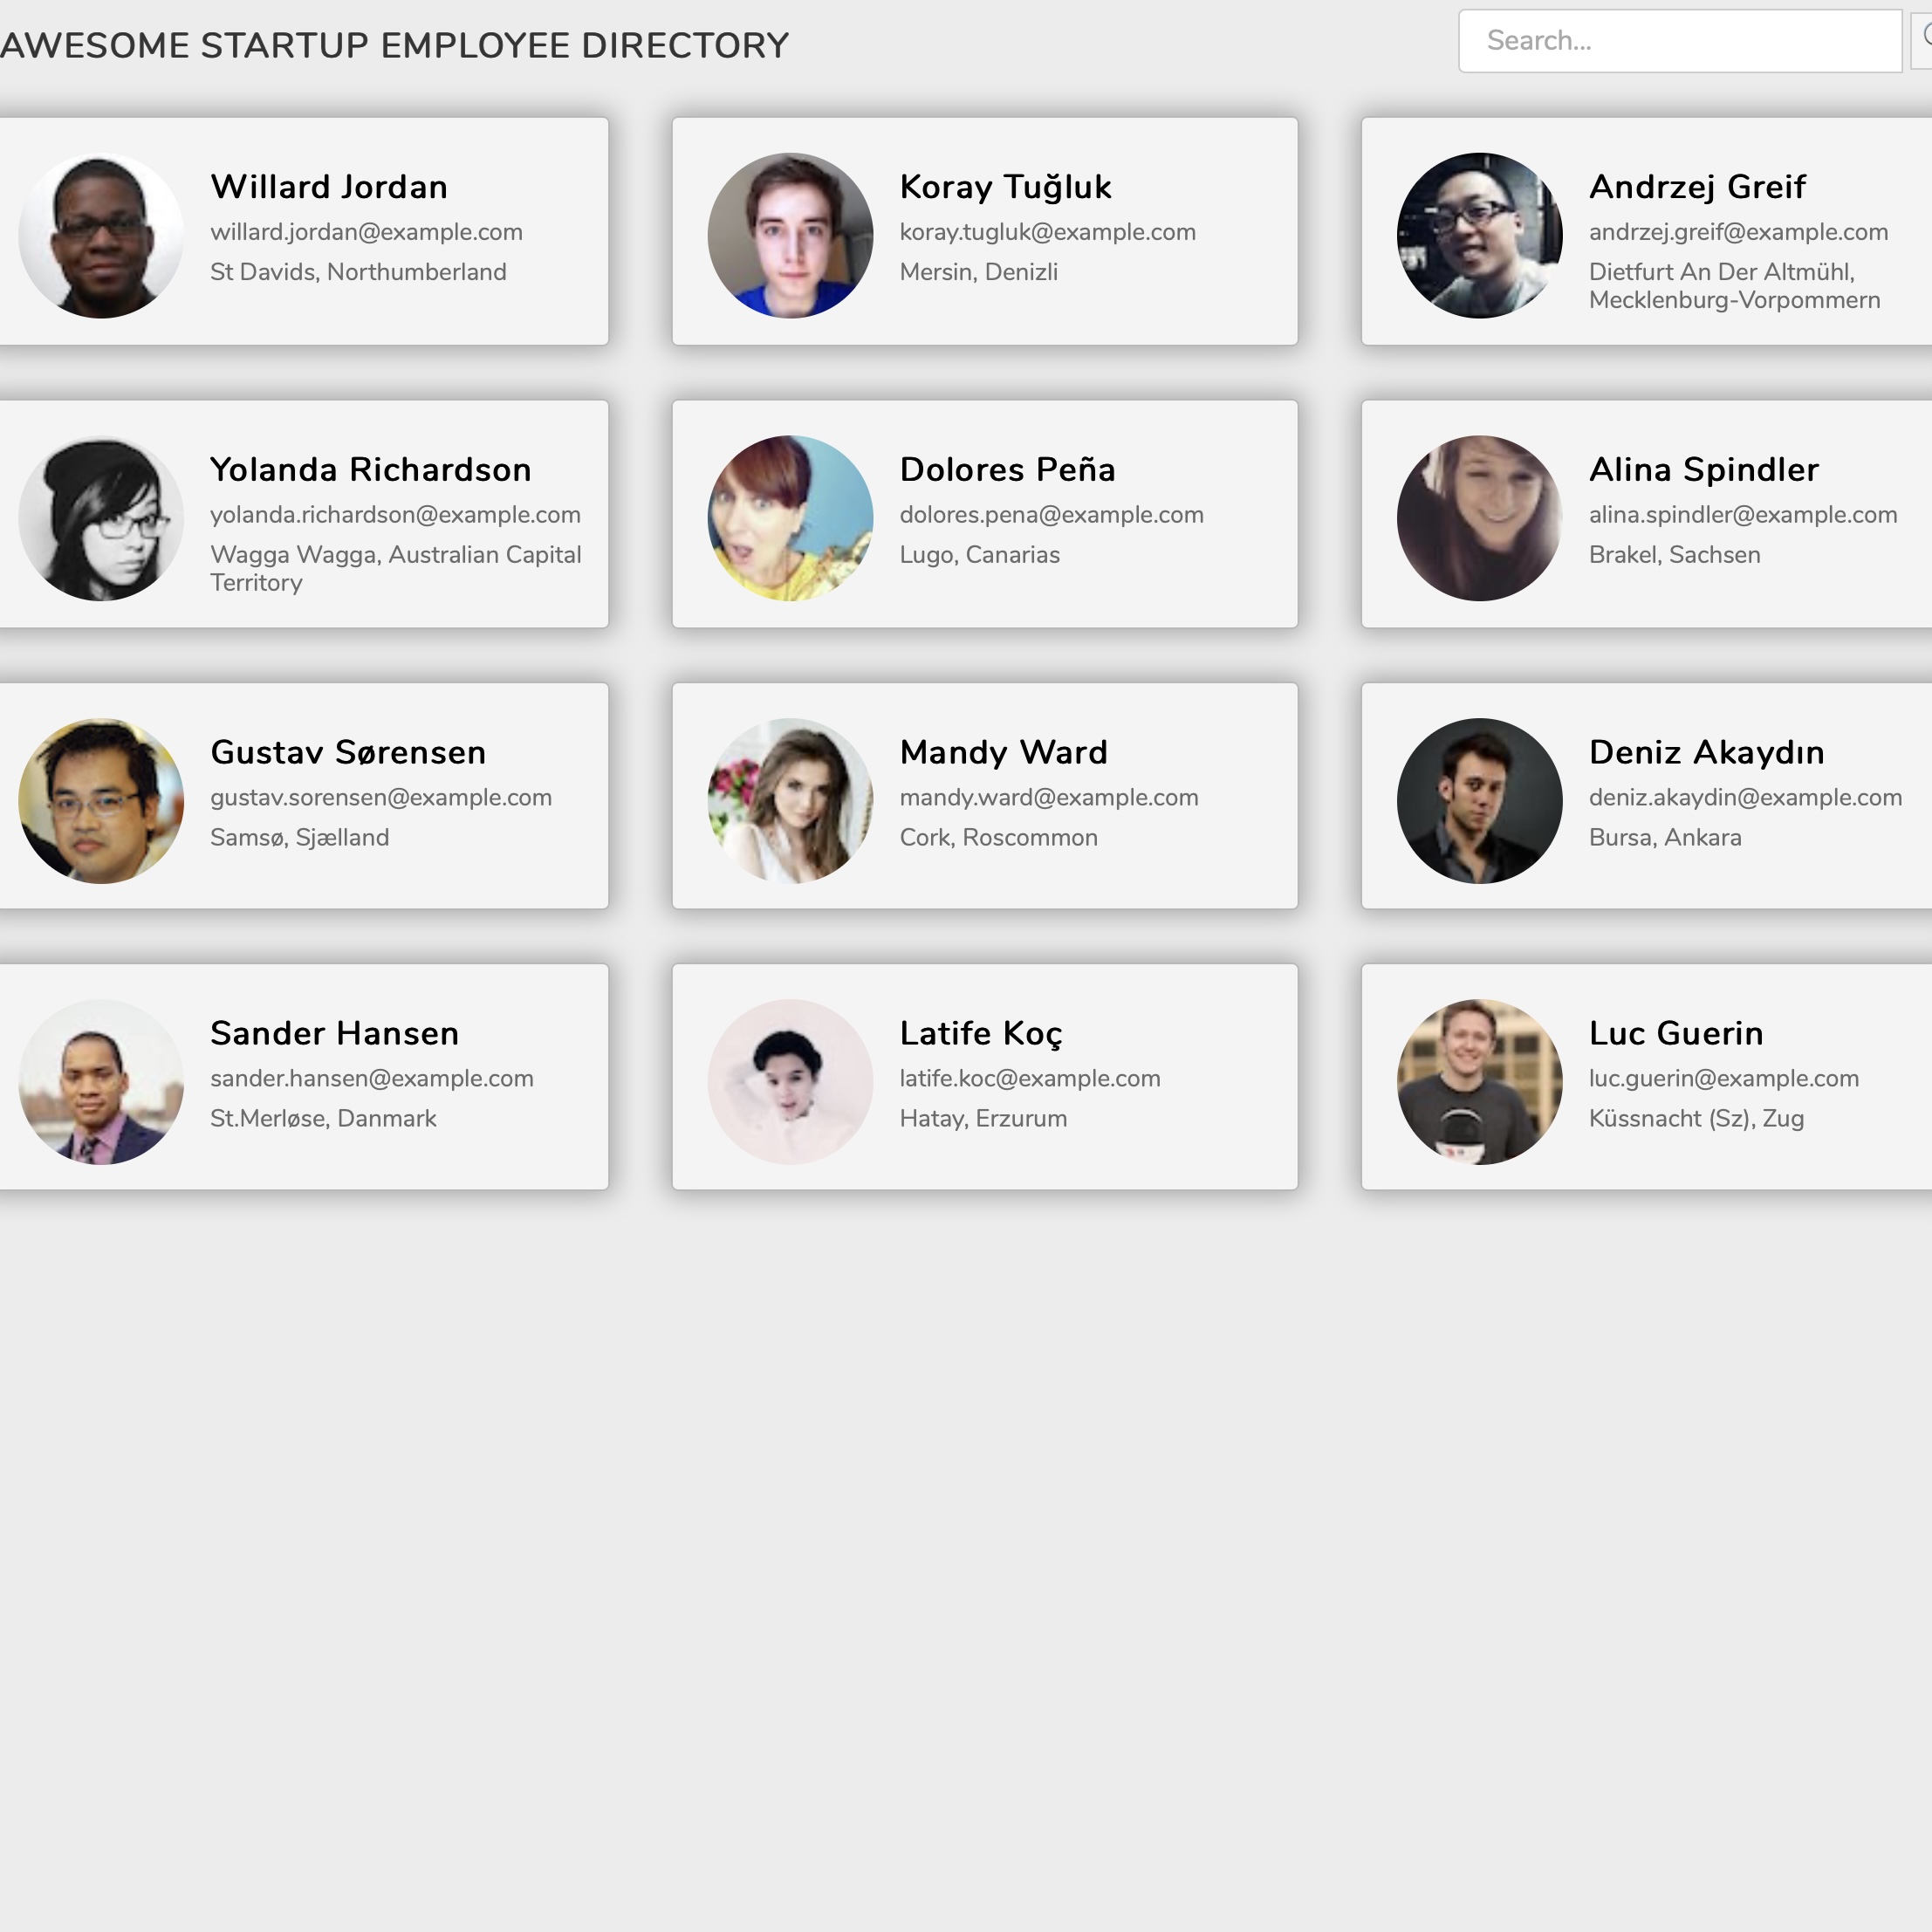 AWESOME STARTUP EMPLOYEE DIRECTORY
Search...
Willard Jordan
willard.jordan@example.com
St Davids, Northumberland
Koray Tuğluk
koray.tugluk@example.com
Mersin, Denizli
Andrzej Greif
andrzej.greif@example.com
Dietfurt An Der Altmühl,
Mecklenburg-Vorpommern
Yolanda Richardson
yolanda.richardson@example.com
Wagga Wagga, Australian Capital
Territory
Dolores Peña
dolores.pena@example.com
Lugo, Canarias
Alina Spindler
alina.spindler@example.com
Brakel, Sachsen
Gustav Sørensen
gustav.sorensen@example.com
Samsø, Sjælland
Mandy Ward
mandy.ward@example.com
Cork, Roscommon
Deniz Akaydın
deniz.akaydin@example.com
Bursa, Ankara
Sander Hansen
sander.hansen@example.com
St.Merløse, Danmark
Latife Koç
latife.koc@example.com
Hatay, Erzurum
Luc Guerin
luc.guerin@example.com
Küssnacht (Sz), Zug